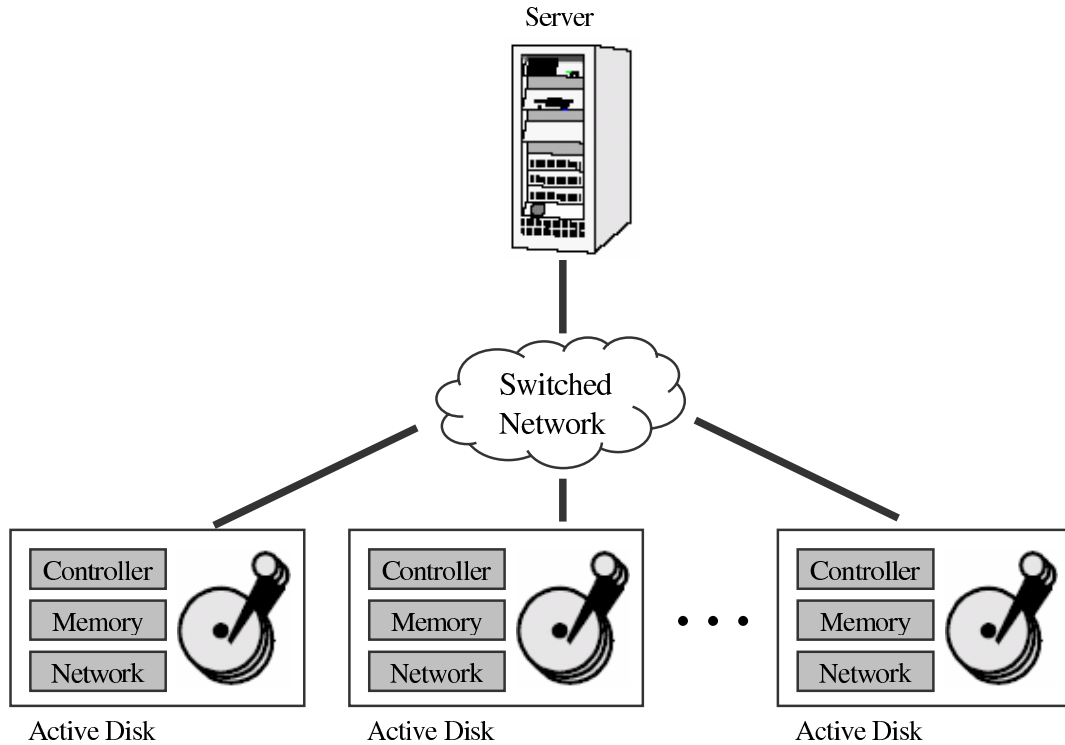 Server
Switched
Network
Controller
Memory
Network
Active Disk
Controller
Memory
Network
Active Disk
Controller
Memory
Network
Active Disk